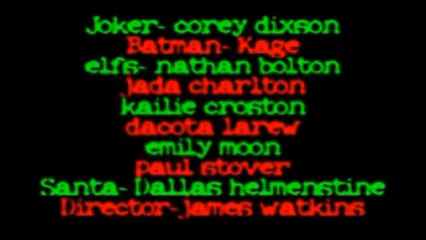 Joker- corey dixson
Batman- Kage
elfs- nathan bolton
jada charlton
kailie croston
dacota larew
emily moon
paul stover
Santa- Dallas helmenstine
Director-james watkins